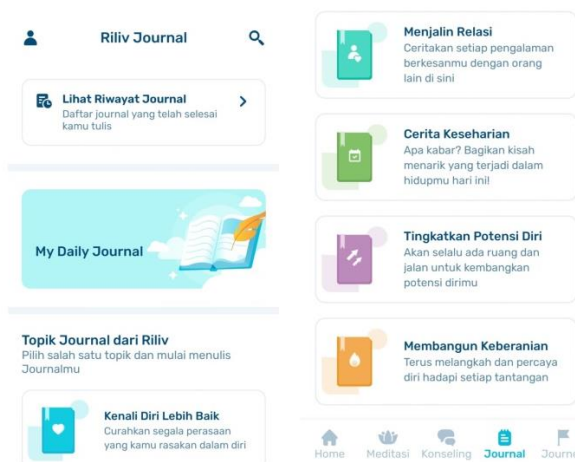 Riliv Journal
Lihat Riwayat Journal
Daftar journal yang telah selesai
kamu tulis
My Daily Journal
Topik Journal dari Riliv
Pilih salah satu topik dan mulai menulis
Journalmu
Kenali Diri Lebih Baik
Curahkan segala perasaan
yang kamu rasakan dalam diri
Menjalin Relasi
Ceritakan setiap pengalaman
berkesanmu dengan orang
lain di sini
Cerita Keseharian
Apa kabar? Bagikan kisah
menarik yang terjadi dalam
hidupmu hari ini!
Tingkatkan Potensi Diri
Akan selalu ada ruang dan
jalan untuk kembangkan
potensi dirimu
Membangun Keberanian
Terus melangkah dan percaya
diri hadapi setiap tantangan
Home Meditasi Konseling Journal Journe